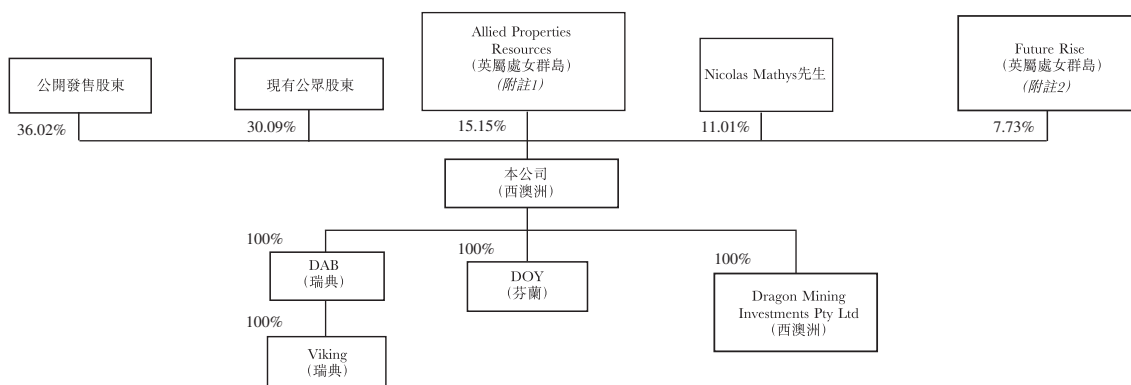 公開發售股東
現有公眾股東
Allied Properties
Resources
(英屬處女群島)
(附註1)
Nicolas Mathys先生
Future Rise
(英屬處女群島)
(附註2)
36.02%
30.09%
15.15%
11.01%
7.73%
本公司
(西澳洲)
100%
100%
100%
DAB
(瑞典)
DOY
(芬蘭)
Dragon Mining
Investments Pty Ltd
(西澳洲)
100%
Viking
(瑞典)